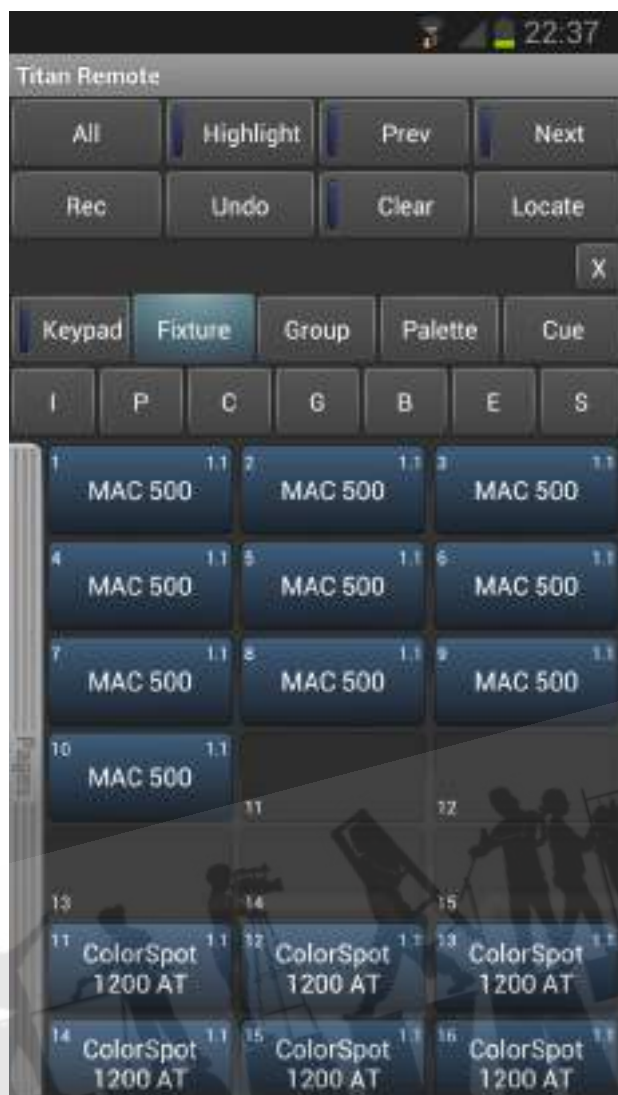 22:37
Titan Remote
All Highlight Prev Next
Rec Undo Clear Locate
X
Keypad Fixture Group Palette Cue
I P C G B E S
1 1.1 2 1.1 3 1.1
MAC 500 MAC 500 MAC 500
4 1.1 5 1.1 6 1.1
MAC 500 MAC 500 MAC 500
7 1.1 8 1.1 9 1.1
MAC 500 MAC 500 MAC 500
Pages
10 1.1
MAC 500
11 12
13 14 15
11 1.1 12 1.1 13 1.1
ColorSpot ColorSpot ColorSpot
1200 AT 1200 AT 1200 AT
14 1.1 15 1.1 16 1.1
ColorSpot ColorSpot ColorSpot
1200 AT 1200 AT 1200 AT